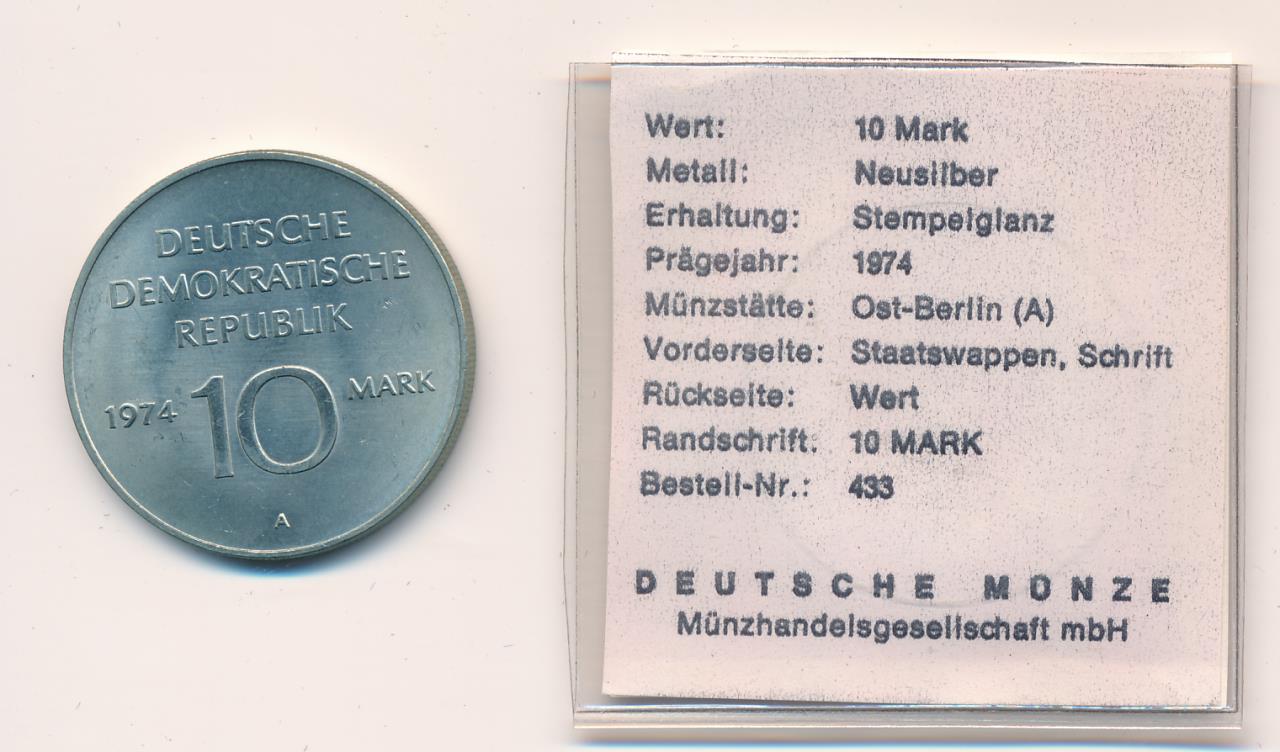 DEUTSCHE
DEMOKRATISCHE
REPUBLIK
1974 10 MARK
A
Wert: 10 Mark
Metall: Neusilber
Erhaltung: Stempelglanz
Prägejahr: 1974
Münzstätte: Ost-Berlin (A)
Vorderseite: Staatswappen, Schrift
Rückseite: Wert
Randschrift: 10 MARK
Bestell-Nr.: 433
DEUTSCHE MÜNZE
Münzhandelsgesellschaft mbH